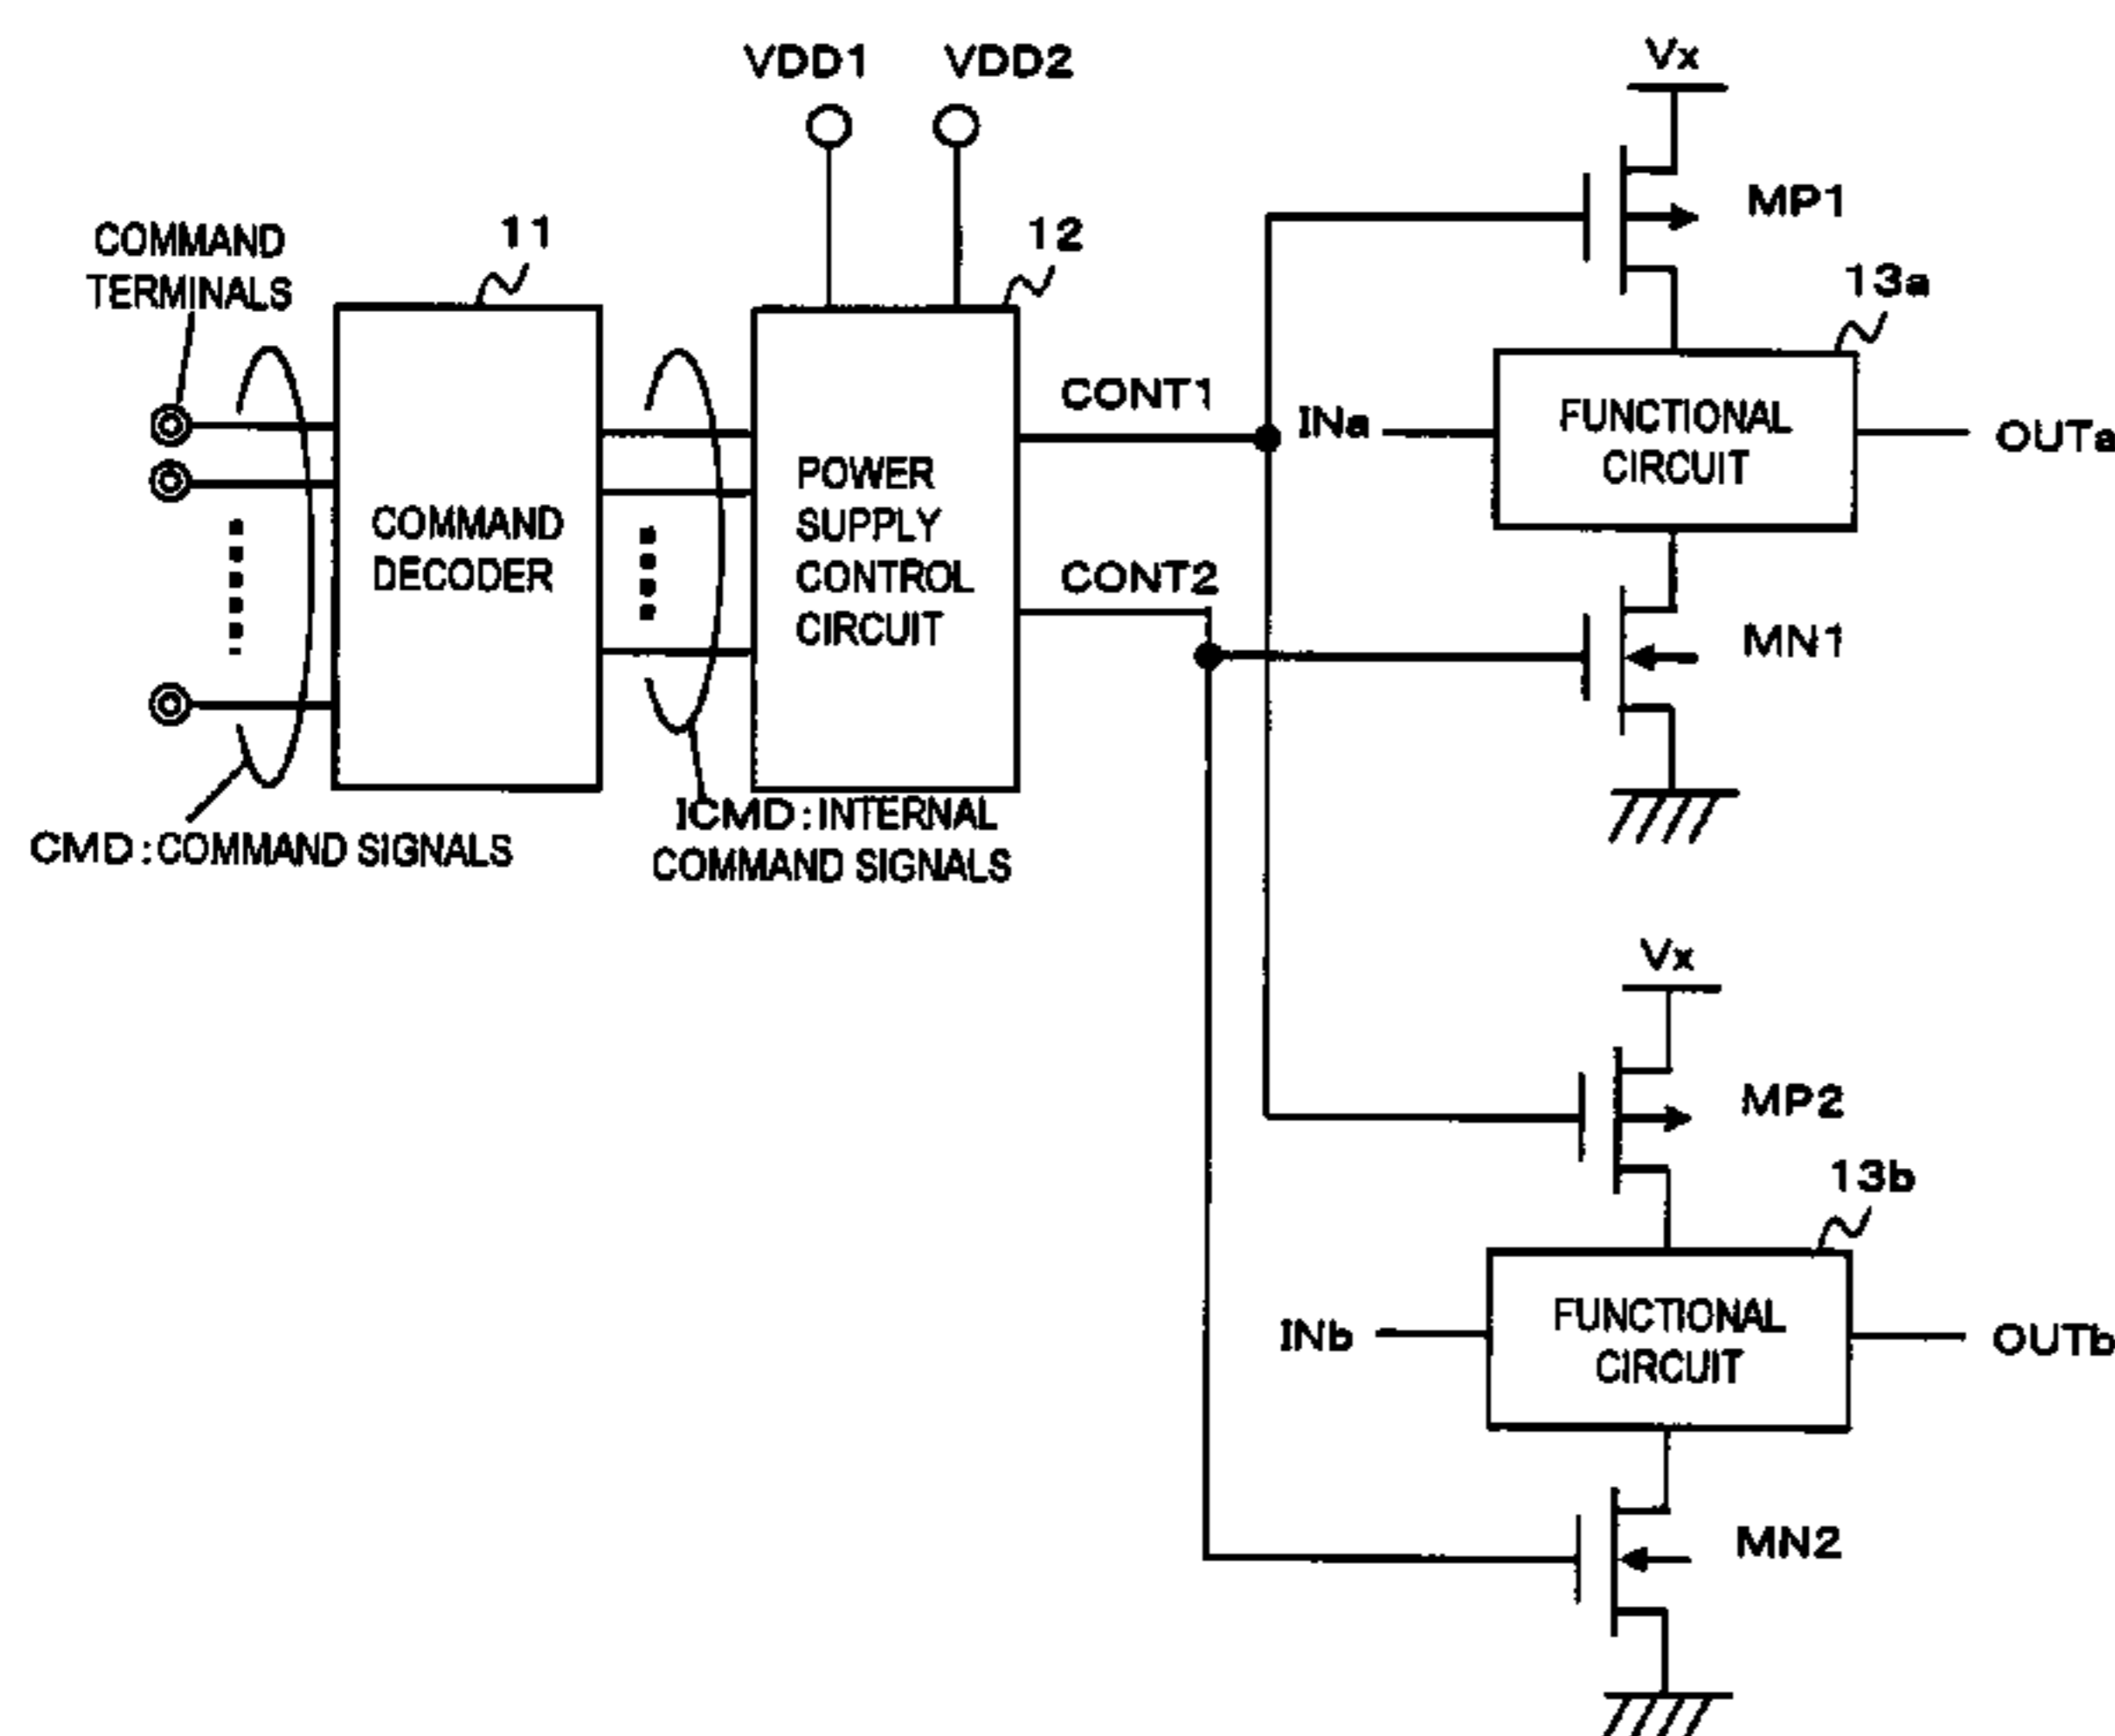 VDD1 VDD2
Vx
MP1
COMMAND
TERMINALS
11
12
13a
CONT1
INa
FUNCTIONAL
CIRCUIT
OUTa
COMMAND
DECODER
POWER
SUPPLY
CONTROL
CIRCUIT
CONT2
MN1
CMD:COMMAND SIGNALS
ICMD:INTERNAL
COMMAND SIGNALS
Vx
MP2
13b
INb
FUNCTIONAL
CIRCUIT
OUTb
MN2